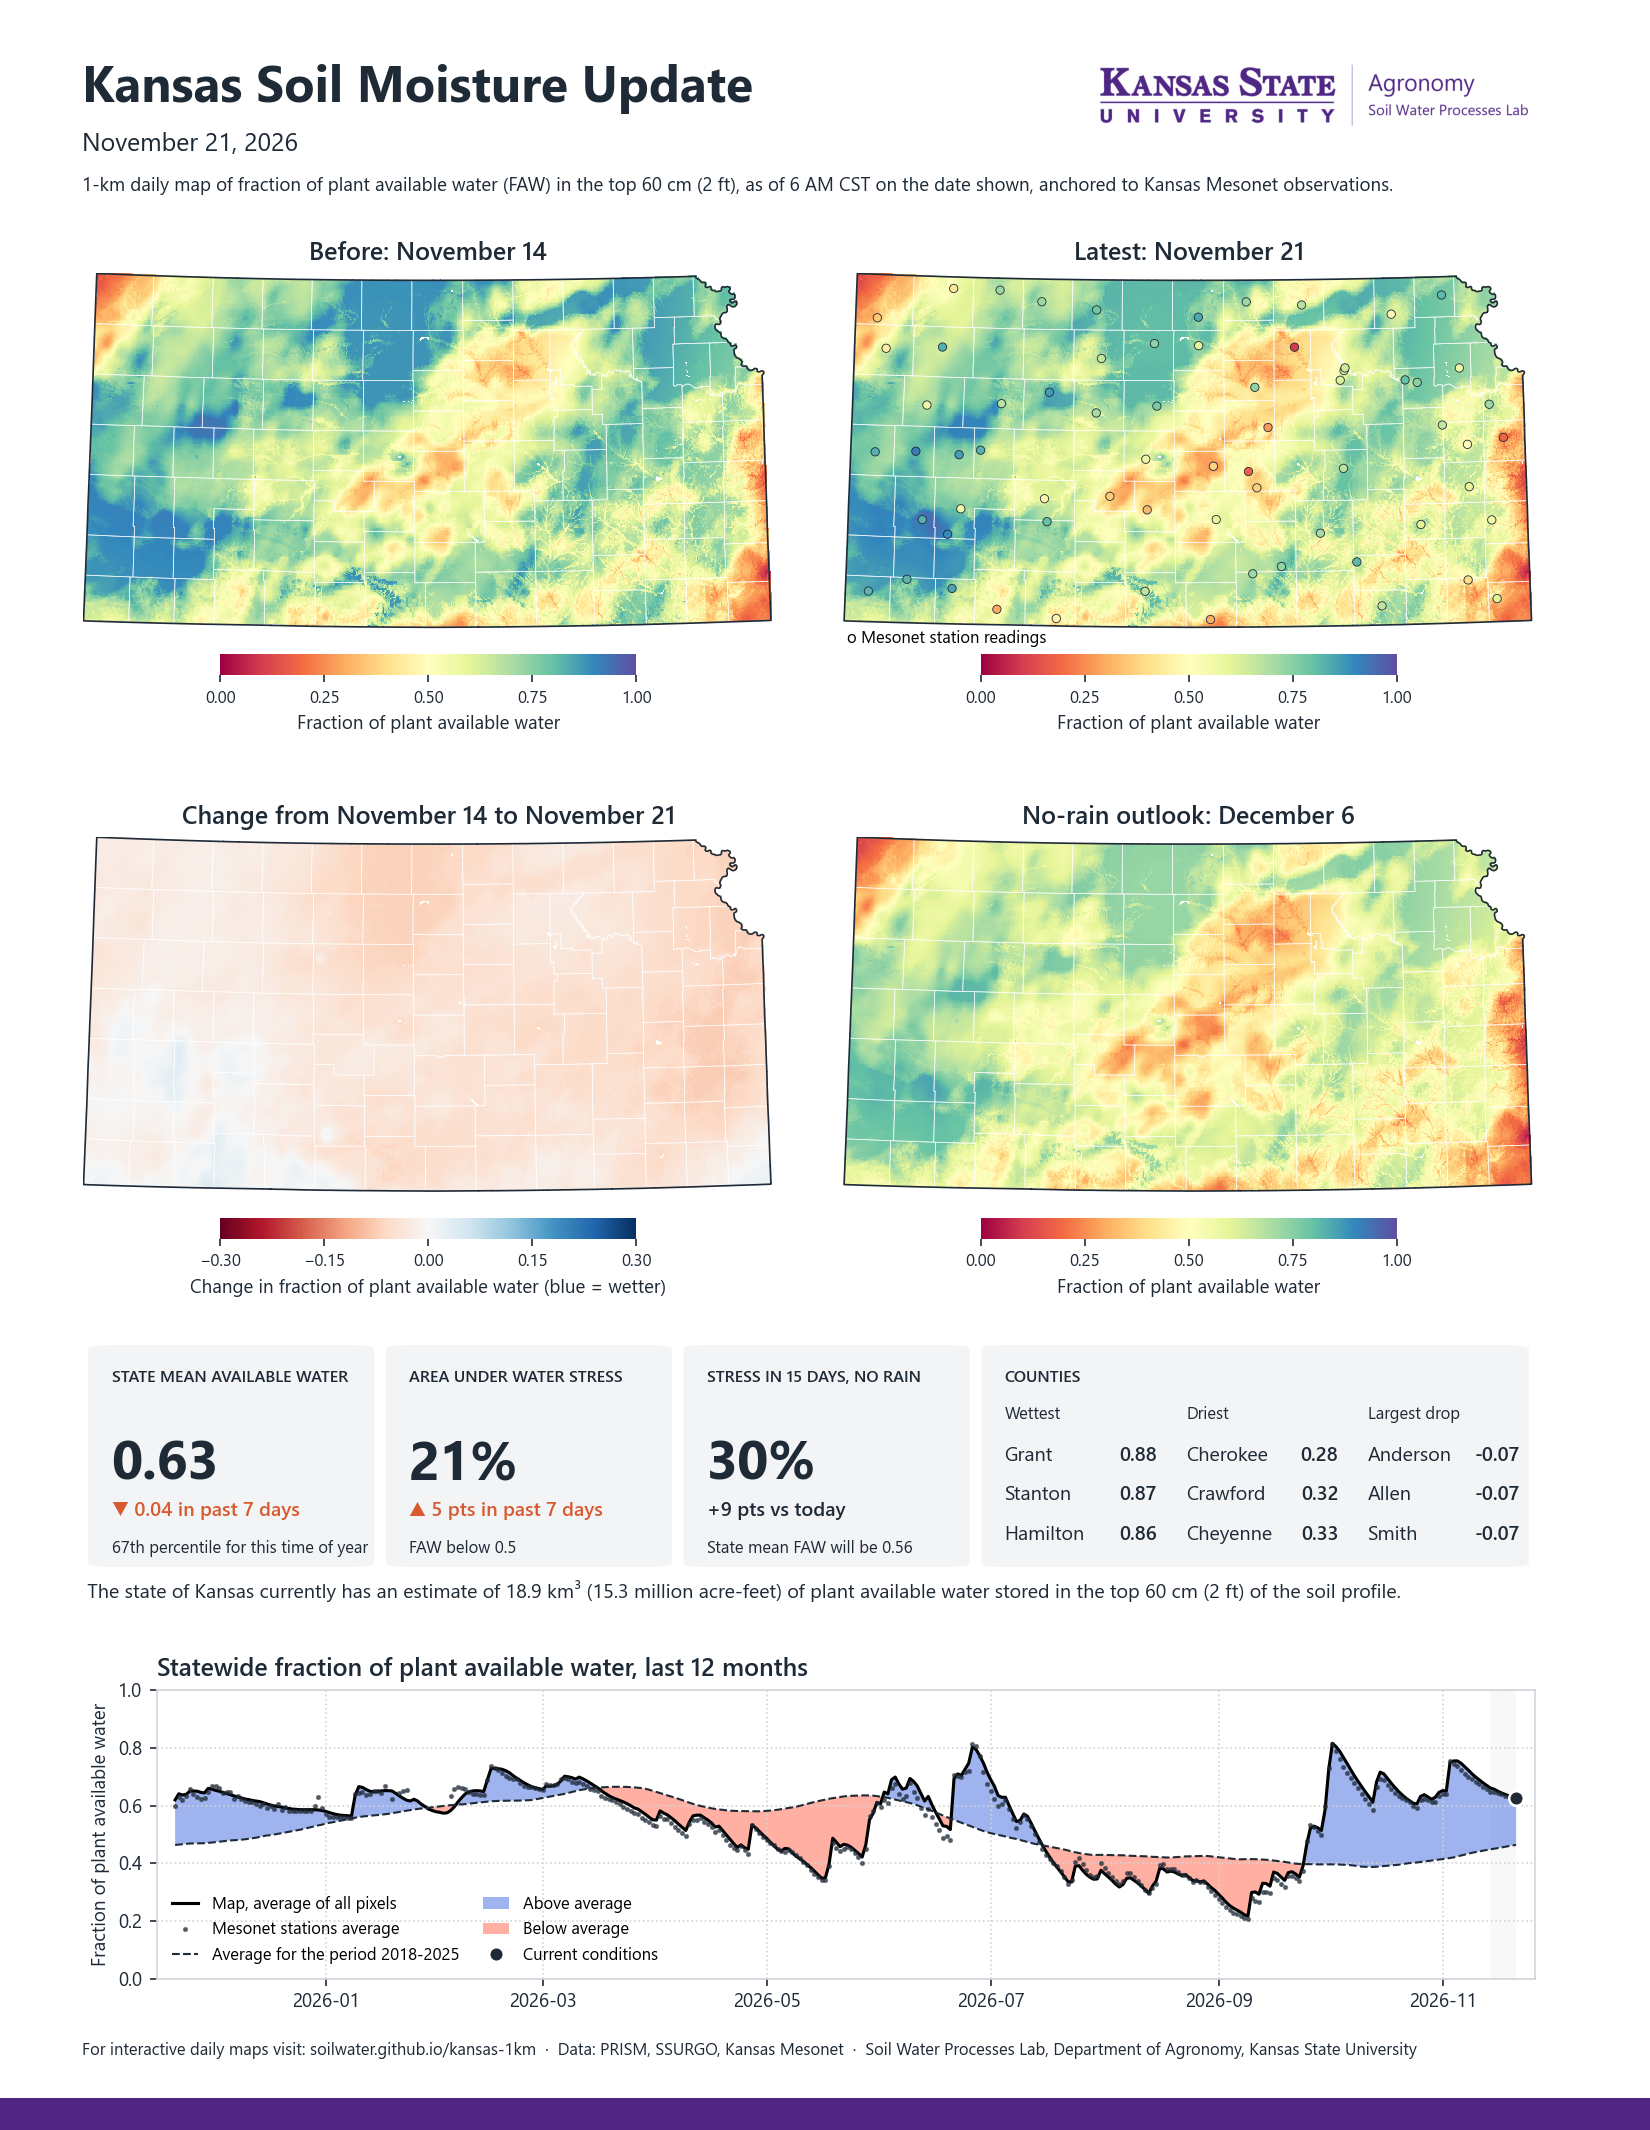 Kansas Soil Moisture Update
KANSAS STATE
UNIVERSITY
Agronomy
Soil Water Processes Lab
November 21, 2026
1-km daily map of fraction of plant available water (FAW) in the top 60 cm (2 ft), as of 6 AM CST on the date shown, anchored to Kansas Mesonet observations.
Before: November 14
Latest: November 21
o Mesonet station readings
0.00 0.25 0.50 0.75 1.00
Fraction of plant available water
0.00 0.25 0.50 0.75 1.00
Fraction of plant available water
Change from November 14 to November 21
No-rain outlook: December 6
−0.30 −0.15 0.00 0.15 0.30
Change in fraction of plant available water (blue = wetter)
0.00 0.25 0.50 0.75 1.00
Fraction of plant available water
STATE MEAN AVAILABLE WATER
0.63
▼ 0.04 in past 7 days
67th percentile for this time of year
AREA UNDER WATER STRESS
21%
▲ 5 pts in past 7 days
FAW below 0.5
STRESS IN 15 DAYS, NO RAIN
30%
+9 pts vs today
State mean FAW will be 0.56
COUNTIES
Wettest Driest Largest drop
Grant 0.88 Cherokee 0.28 Anderson -0.07
Stanton 0.87 Crawford 0.32 Allen -0.07
Hamilton 0.86 Cheyenne 0.33 Smith -0.07
The state of Kansas currently has an estimate of 18.9 km³ (15.3 million acre-feet) of plant available water stored in the top 60 cm (2 ft) of the soil profile.
Statewide fraction of plant available water, last 12 months
Fraction of plant available water
1.0
0.8
0.6
0.4
0.2
0.0
Map, average of all pixels
Mesonet stations average
Average for the period 2018-2025
Above average
Below average
Current conditions
2026-01 2026-03 2026-05 2026-07 2026-09 2026-11
For interactive daily maps visit: soilwater.github.io/kansas-1km · Data: PRISM, SSURGO, Kansas Mesonet · Soil Water Processes Lab, Department of Agronomy, Kansas State University